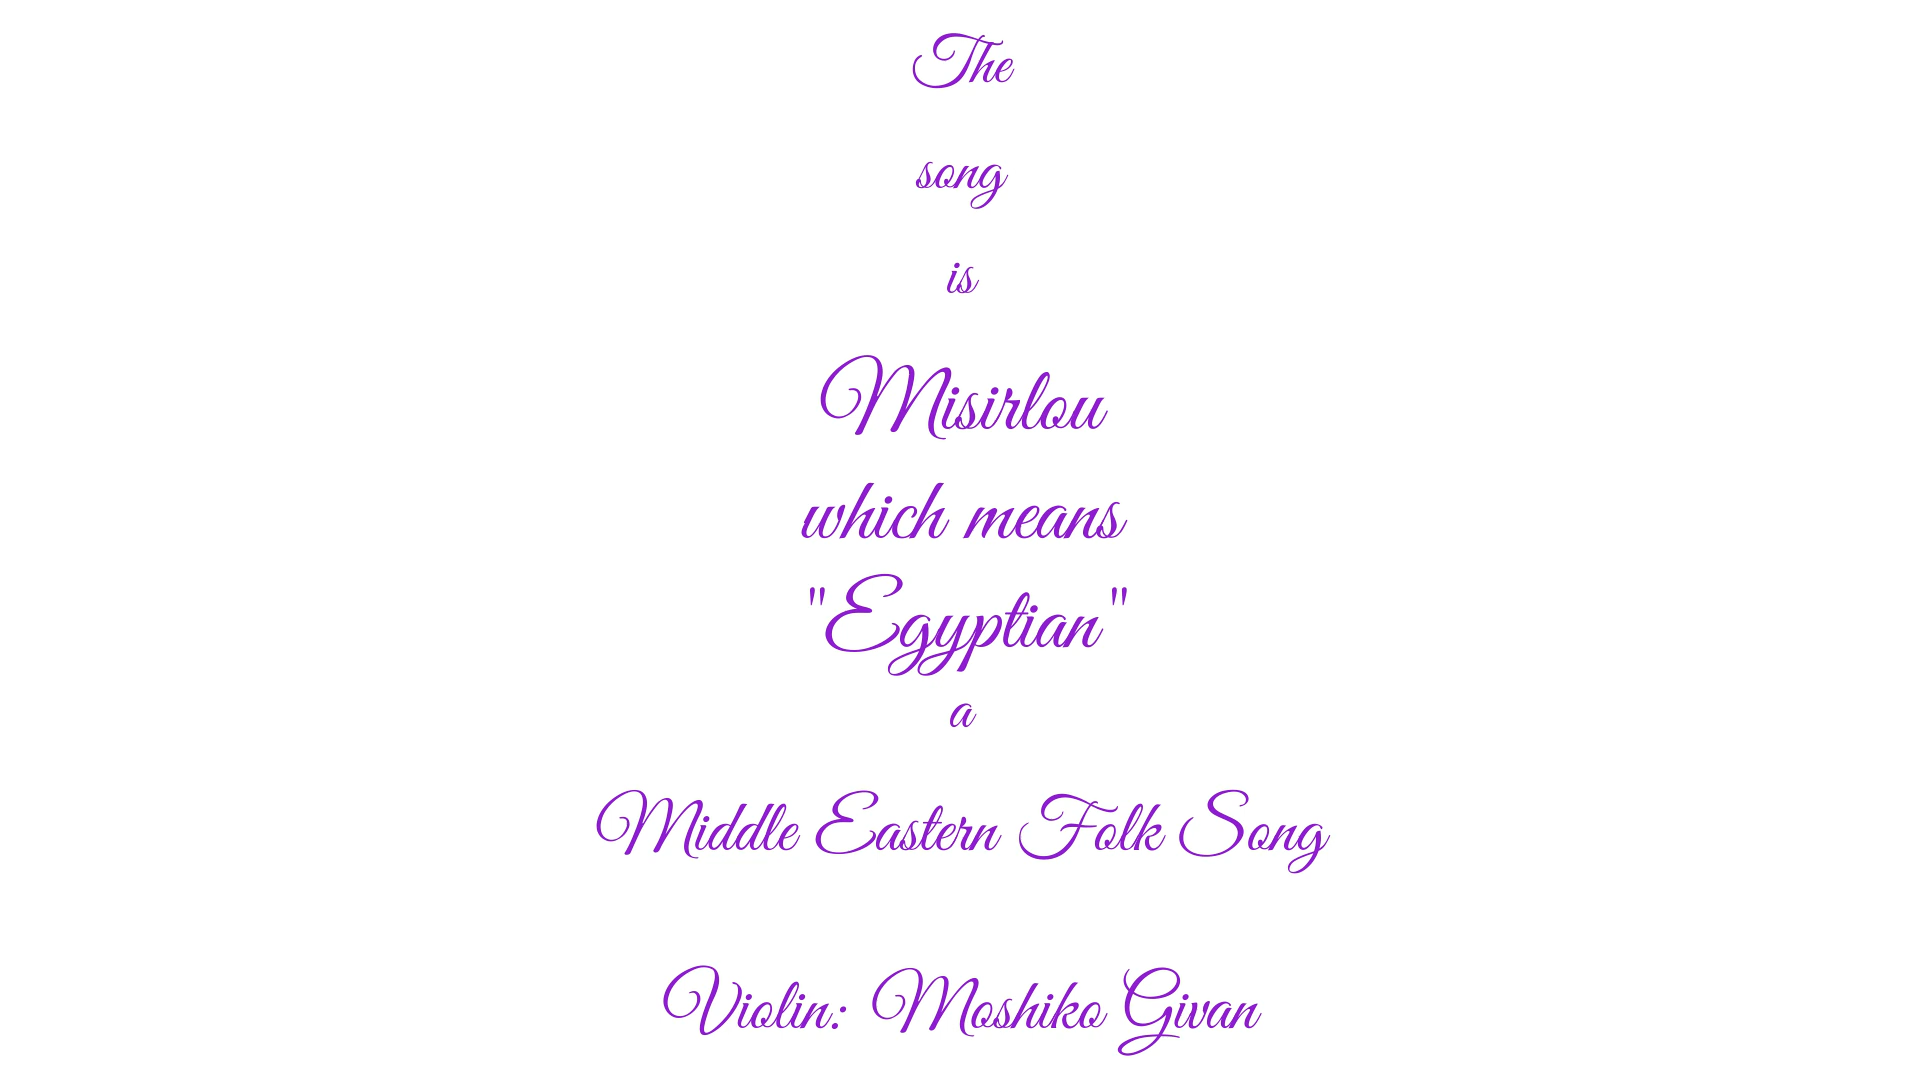 The
song
is
Misirlou
which means
"Egyptian"
a
Middle Eastern Folk Song
Violin: Moshiko Givan